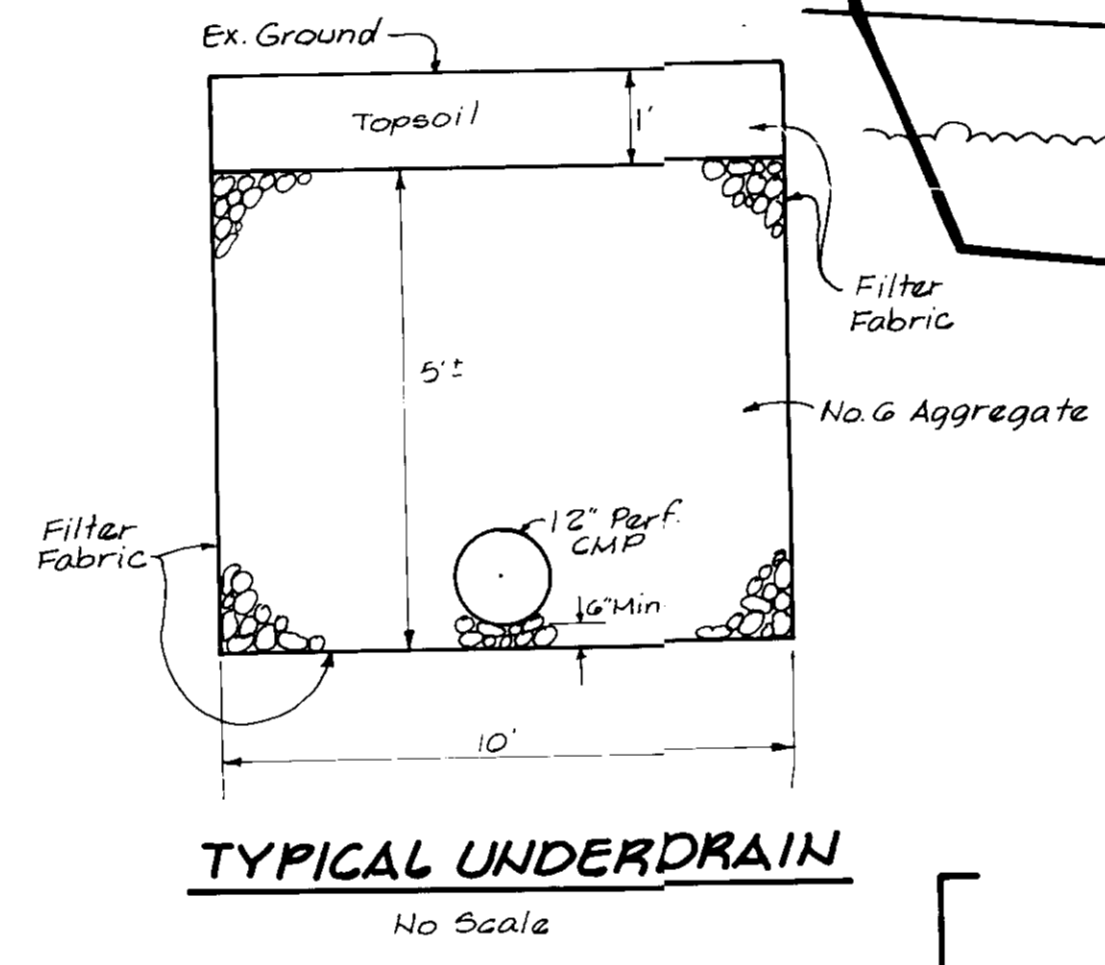 Ex. Ground
Topsoil
1'
Filter
Fabric
5'±
No. 6 Aggregate
12" Perf.
CMP
Filter
Fabric
6" Min.
10'
TYPICAL UNDERDRAIN
No Scale